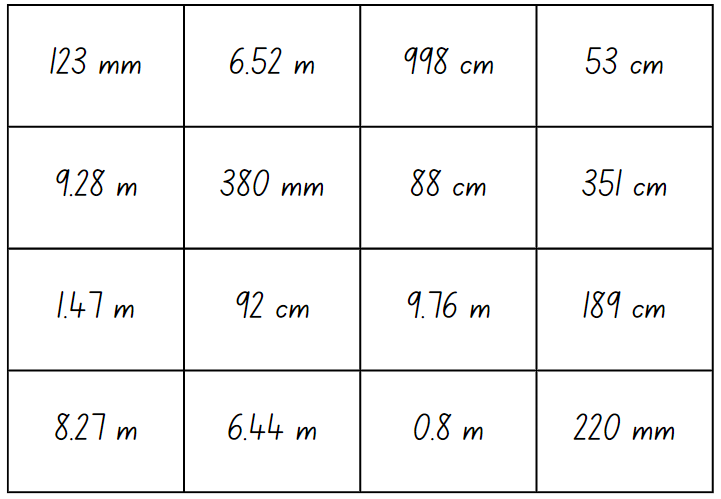 123 mm 6.52 m 998 cm 53 cm
9.28 m 380 mm 88 cm 351 cm
1.47 m 92 cm 9.76 m 189 cm
8.27 m 6.44 m 0.8 m 220 mm